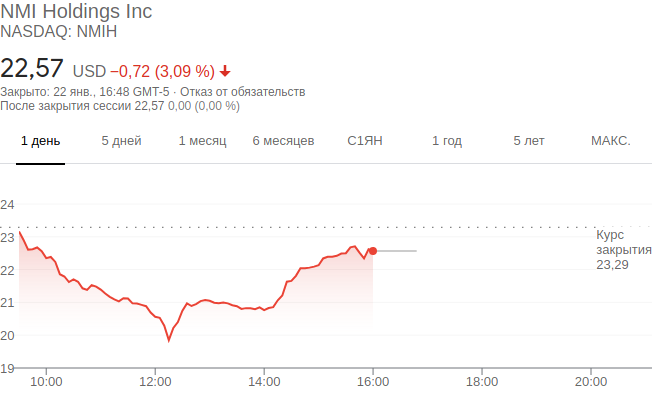 NMI Holdings Inc
NASDAQ: NMIH
22,57 USD −0,72 (3,09 %)
Закрыто: 22 янв., 16:48 GMT-5 · Отказ от обязательств
После закрытия сессии 22,57 0,00 (0,00 %)
1 день 5 дней 1 месяц 6 месяцев С1ЯН 1 год 5 лет МАКС.
24
23
22
21
20
19
Курс
закрытия
23,29
10:00 12:00 14:00 16:00 18:00 20:00